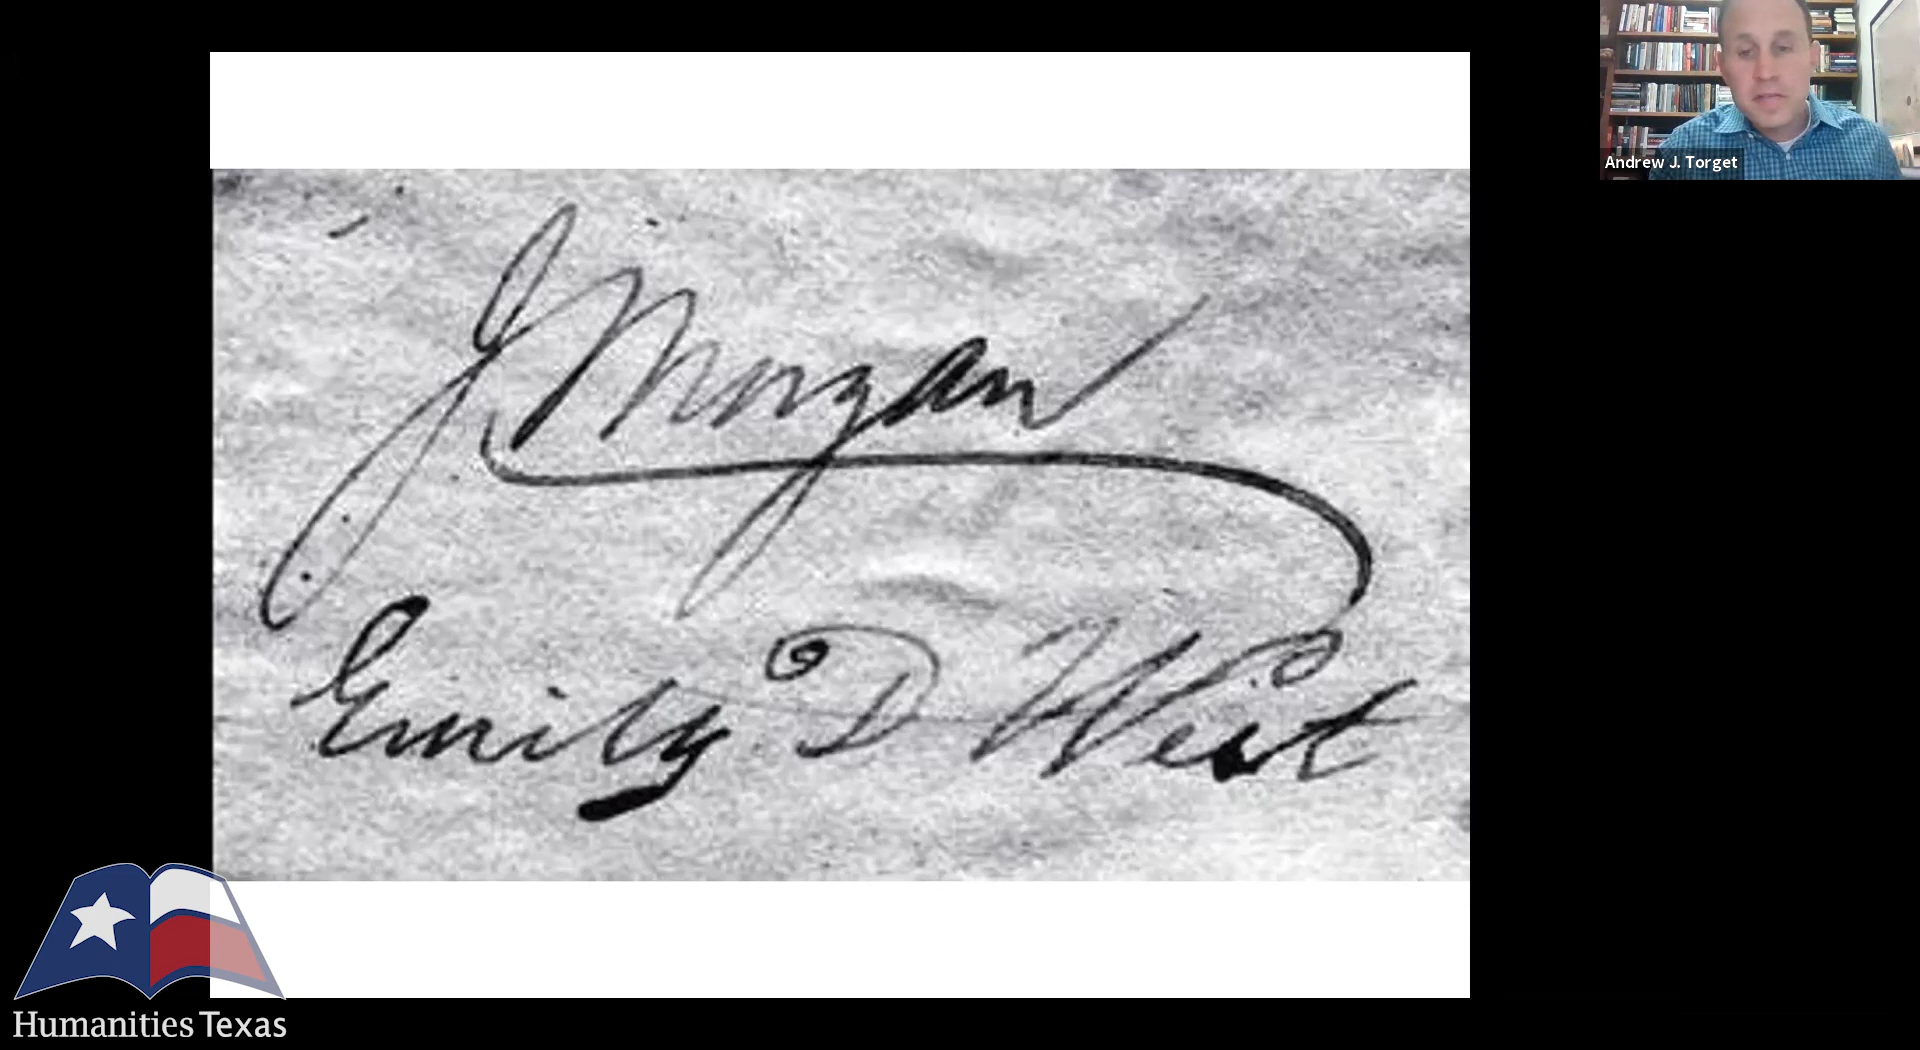 Andrew J. Torget
J Morgan
Emily D West
Humanities Texas